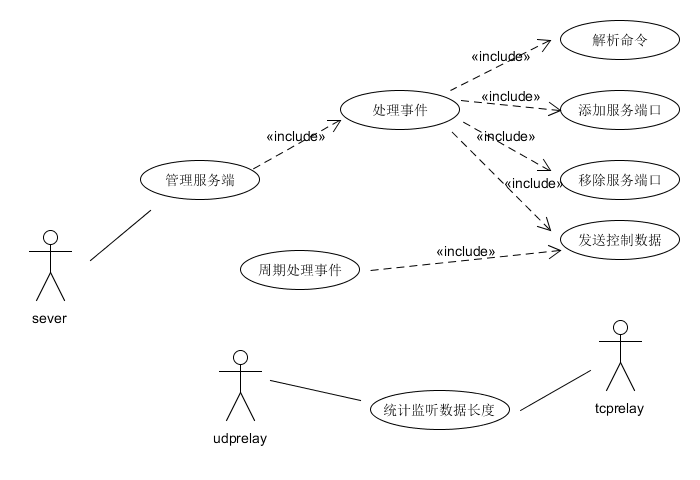 解析命令
«include»
«include»
添加服务端口
处理事件
«include»
«include»
管理服务端
移除服务端口
«include»
发送控制数据
«include»
周期处理事件
sever
统计监听数据长度
tcprelay
udprelay